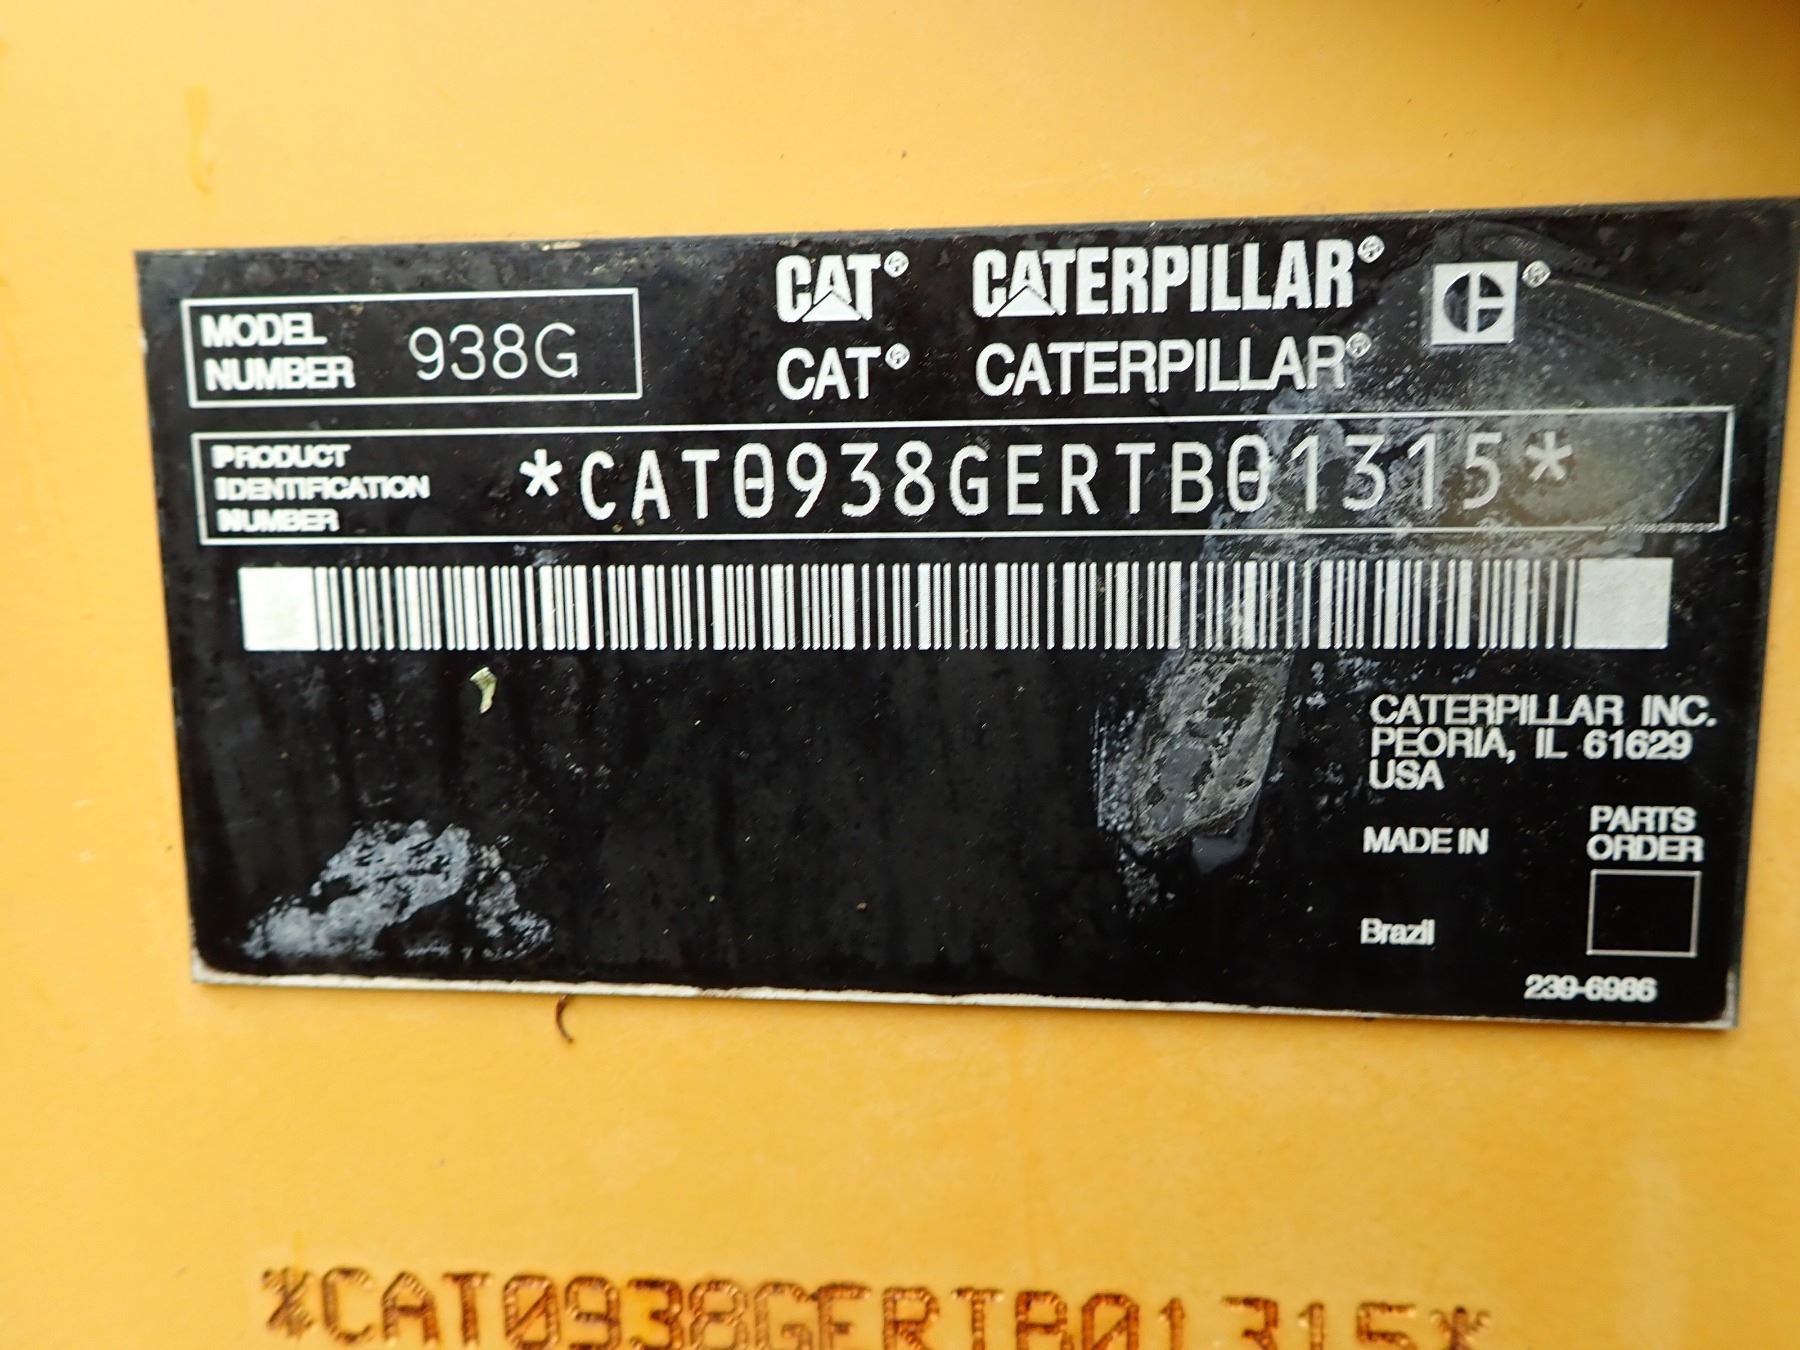 MODEL NUMBER 938G
CAT® CATERPILLAR® ®
CAT® CATERPILLAR®
PRODUCT IDENTIFICATION NUMBER *CAT0938GERTB01315*
CATERPILLAR INC.
PEORIA, IL 61629
USA
MADE IN
PARTS
ORDER
Brazil
239-6986
*CAT0938GERTB01315*